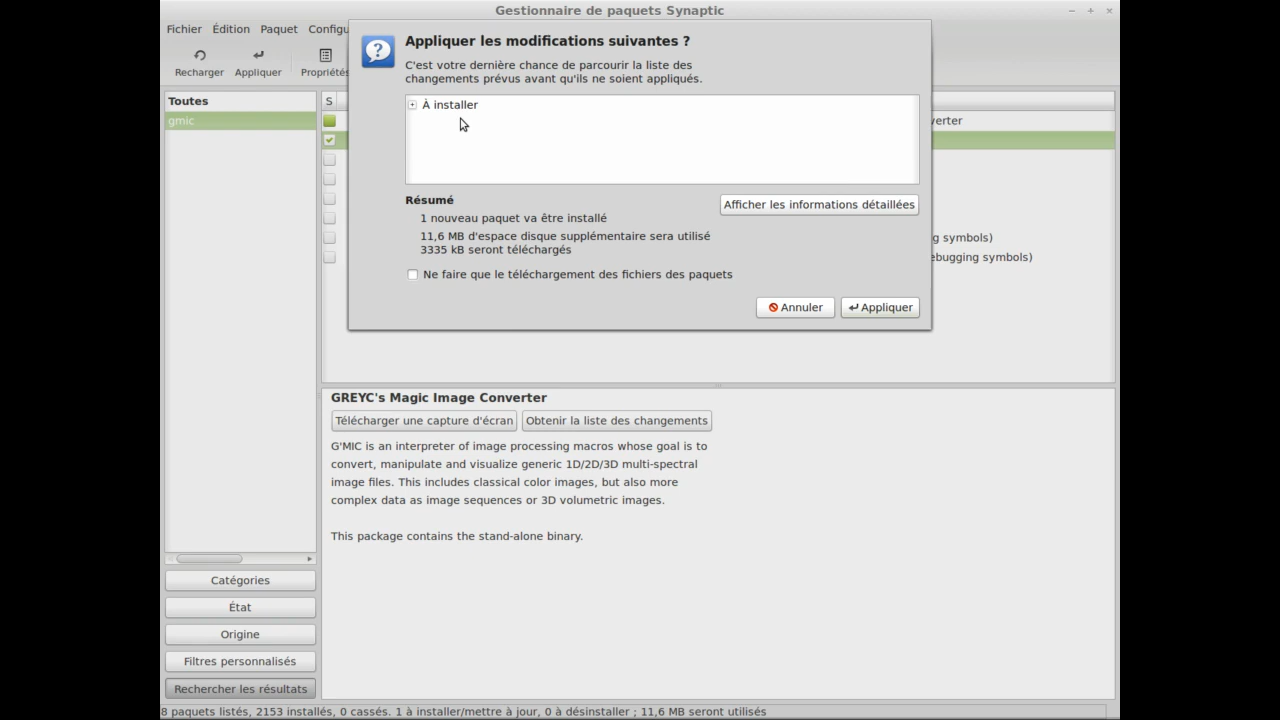 Gestionnaire de paquets Synaptic
Fichier Édition Paquet Configu
Recharger Appliquer Propriétés
Appliquer les modifications suivantes ?
C'est votre dernière chance de parcourir la liste des
changements prévus avant qu'ils ne soient appliqués.
À installer
Résumé
Afficher les informations détaillées
1 nouveau paquet va être installé
11,6 MB d'espace disque supplémentaire sera utilisé
3335 kB seront téléchargés
Ne faire que le téléchargement des fichiers des paquets
Annuler Appliquer
Toutes
gmic
S
verter
g symbols)
ebugging symbols)
GREYC's Magic Image Converter
Télécharger une capture d'écran Obtenir la liste des changements
G'MIC is an interpreter of image processing macros whose goal is to
convert, manipulate and visualize generic 1D/2D/3D multi-spectral
image files. This includes classical color images, but also more
complex data as image sequences or 3D volumetric images.
This package contains the stand-alone binary.
Catégories
État
Origine
Filtres personnalisés
Rechercher les résultats
8 paquets listés, 2153 installés, 0 cassés. 1 à installer/mettre à jour, 0 à désinstaller ; 11,6 MB seront utilisés